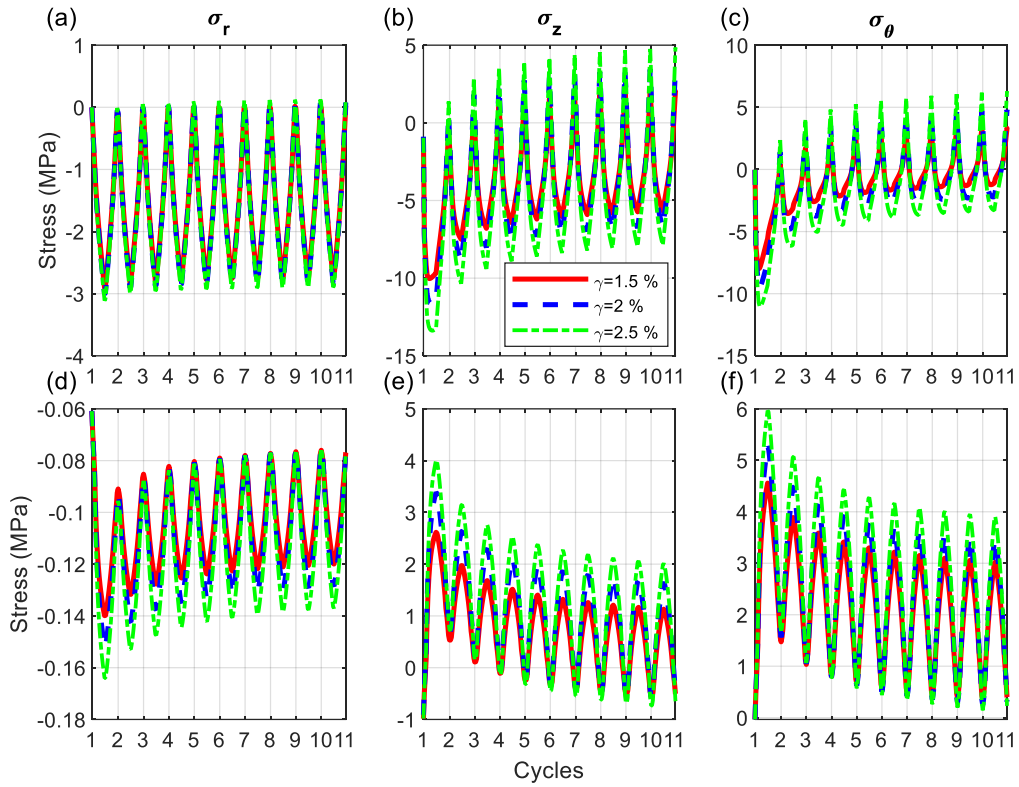 (a) σr (b) σz (c) σθ
1
0
-1
-2
-3
-4
Stress (MPa)
1 2 3 4 5 6 7 8 9 10 11
5
0
-5
-10
-15
γ=1.5 %
γ=2 %
γ=2.5 %
1 2 3 4 5 6 7 8 9 10 11
10
5
0
-5
-10
-15
1 2 3 4 5 6 7 8 9 10 11
(d) (e) (f)
-0.06
-0.08
-0.1
-0.12
-0.14
-0.16
-0.18
Stress (MPa)
1 2 3 4 5 6 7 8 9 10 11
5
4
3
2
1
0
-1
1 2 3 4 5 6 7 8 9 10 11
6
5
4
3
2
1
0
1 2 3 4 5 6 7 8 9 10 11
Cycles